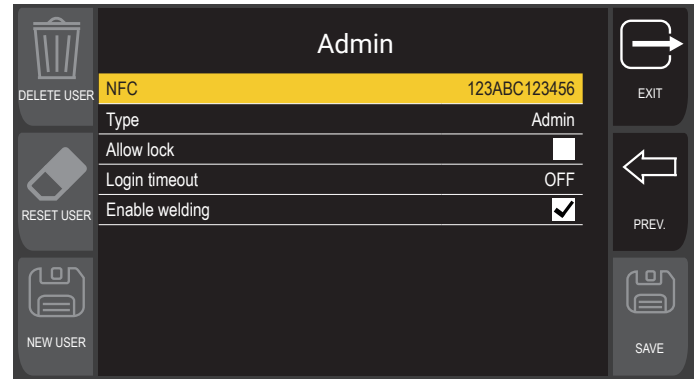 Admin
DELETE USER
EXIT
NFC 123ABC123456
Type Admin
Allow lock
Login timeout OFF
RESET USER
Enable welding
PREV.
NEW USER
SAVE